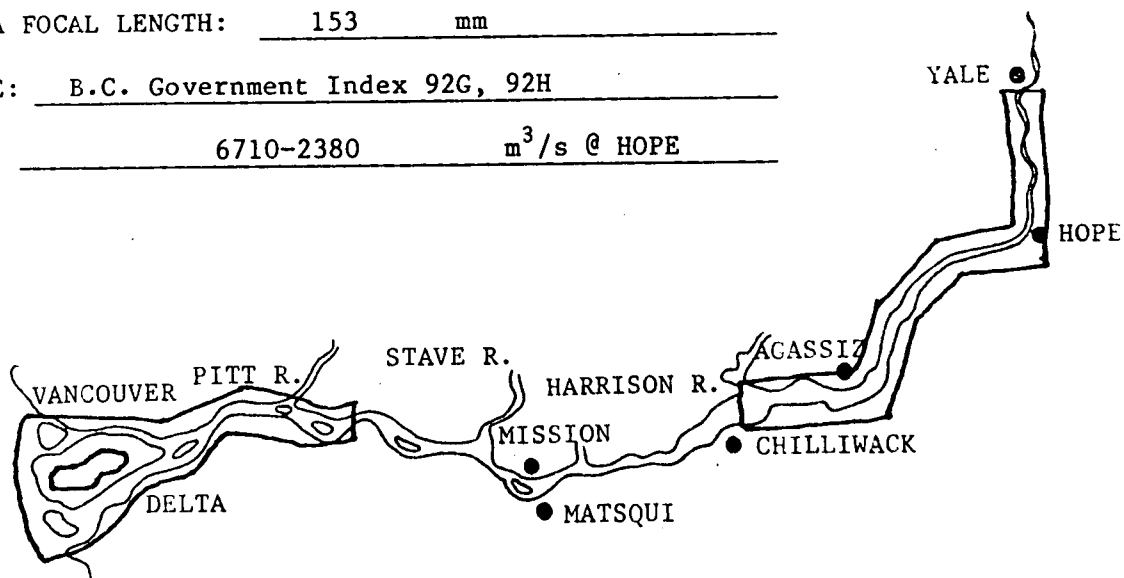 A FOCAL LENGTH: 153 mm
E: B.C. Government Index 92G, 92H
6710-2380 m³/s @ HOPE
YALE
HOPE
AGASSIZ
STAVE R.
PITT R.
HARRISON R.
VANCOUVER
MISSION
CHILLIWACK
DELTA
MATSQUI